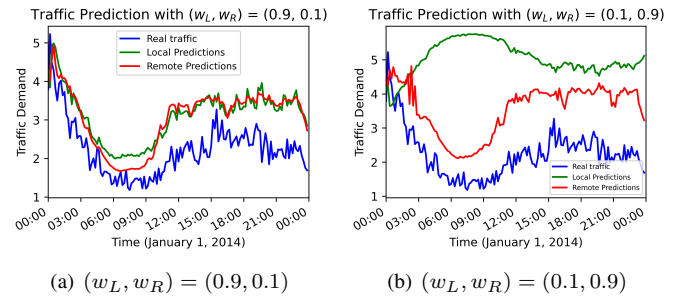 Traffic Prediction with (w_L, w_R) = (0.9, 0.1)
Real traffic
Local Predictions
Remote Predictions
Traffic Demand
5
4
3
2
1
00:00 03:00 06:00 09:00 12:00 15:00 18:00 21:00 00:00
Time (January 1, 2014)
(a) (w_L, w_R) = (0.9, 0.1)
Traffic Prediction with (w_L, w_R) = (0.1, 0.9)
Traffic Demand
5
4
3
2
1
Real traffic
Local Predictions
Remote Predictions
00:00 03:00 06:00 09:00 12:00 15:00 18:00 21:00 00:00
Time (January 1, 2014)
(b) (w_L, w_R) = (0.1, 0.9)